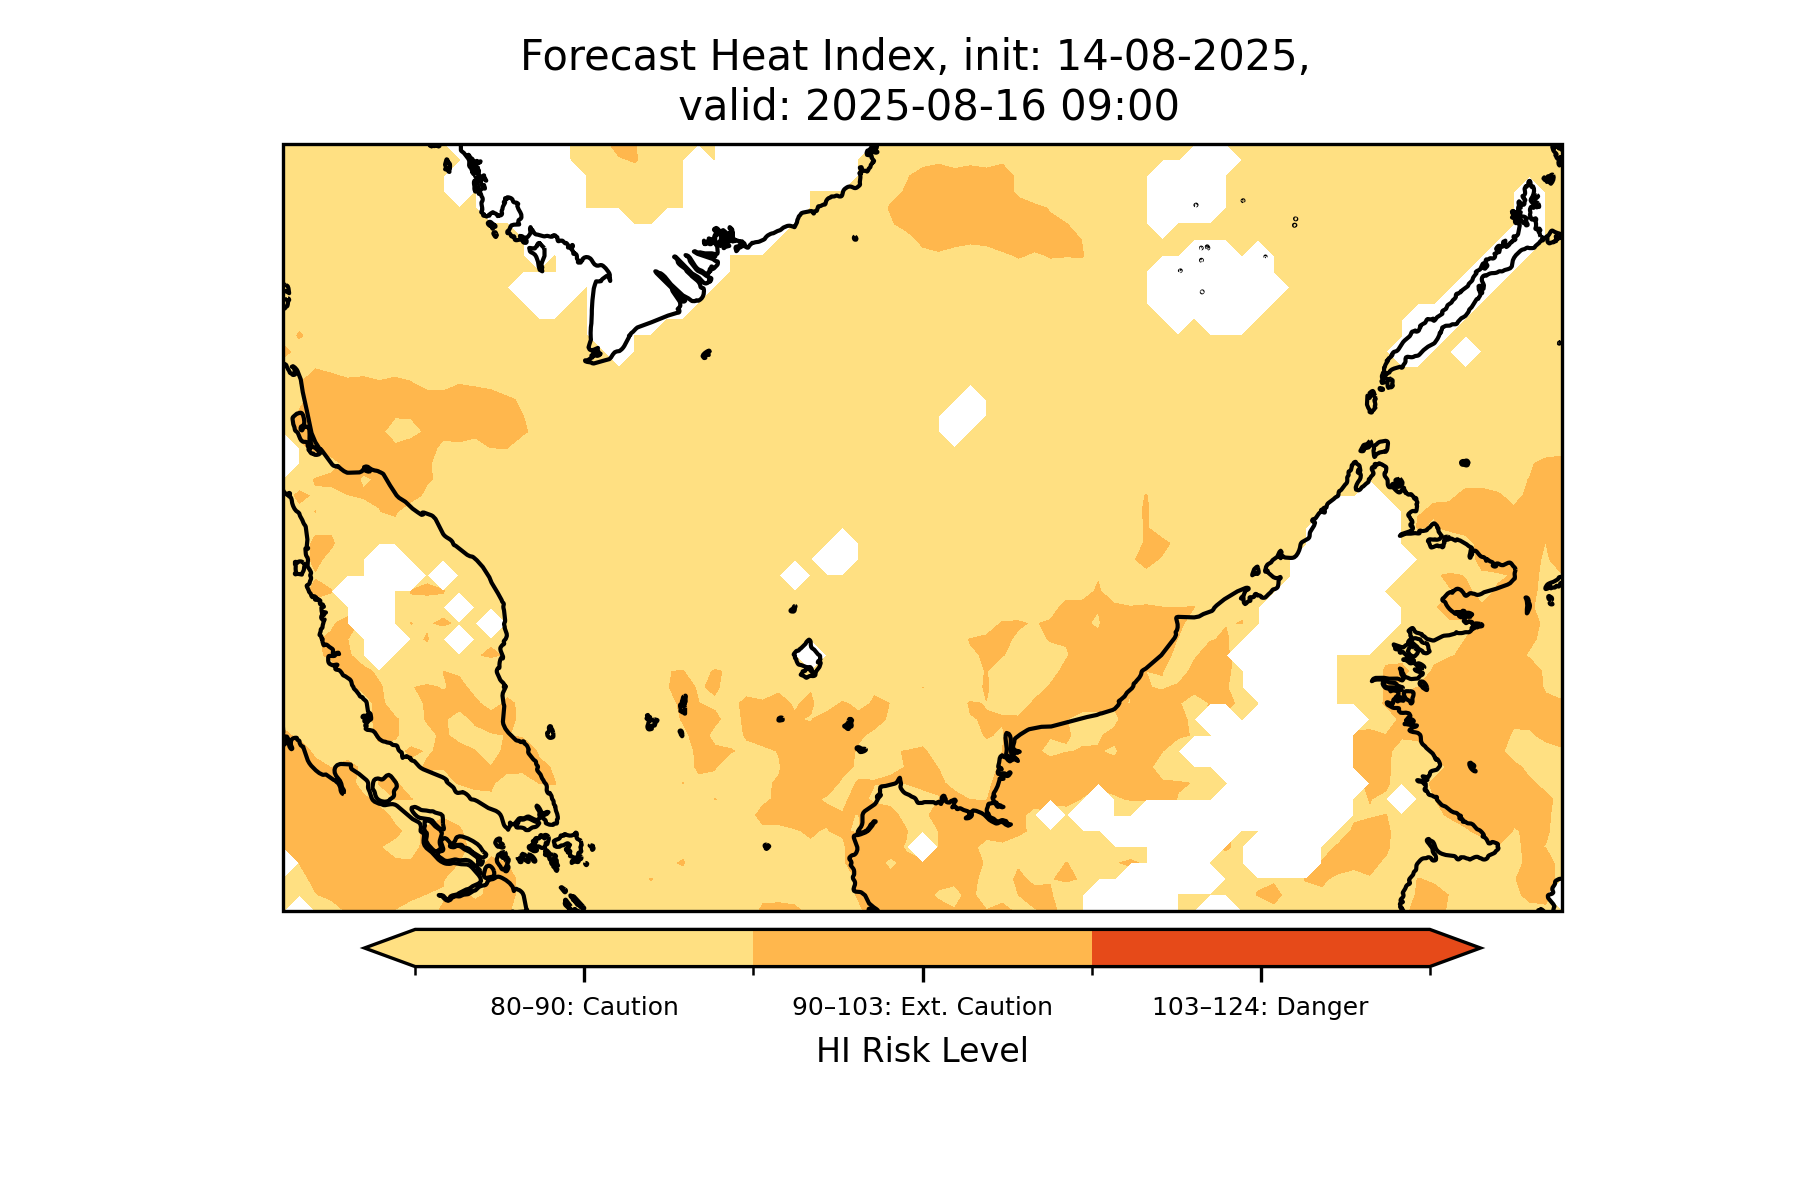 Forecast Heat Index, init: 14-08-2025,
valid: 2025-08-16 09:00
80–90: Caution
90–103: Ext. Caution
103–124: Danger
HI Risk Level